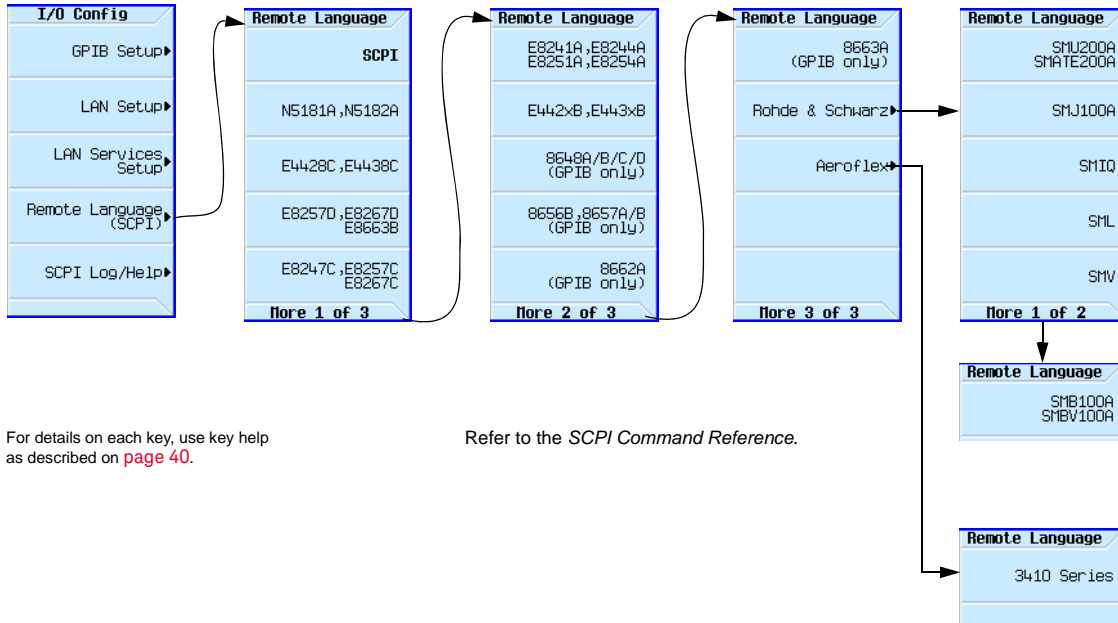 I/O Config
GPIB Setup
LAN Setup
LAN Services
Setup
Remote Language
(SCPI)
SCPI Log/Help
Remote Language
SCPI
N5181A,N5182A
E4428C,E4438C
E8257D,E8267D
E8663B
E8247C,E8257C
E8267C
More 1 of 3
Remote Language
E8241A,E8244A
E8251A,E8254A
E442xB,E443xB
8648A/B/C/D
(GPIB only)
8656B,8657A/B
(GPIB only)
8662A
(GPIB only)
More 2 of 3
Remote Language
8663A
(GPIB only)
Rohde & Schwarz
Aeroflex
More 3 of 3
Remote Language
SMU200A
SMATE200A
SMJ100A
SMIQ
SML
SMV
More 1 of 2
Remote Language
SMB100A
SMBV100A
For details on each key, use key help
as described on page 40.
Refer to the SCPI Command Reference.
Remote Language
3410 Series